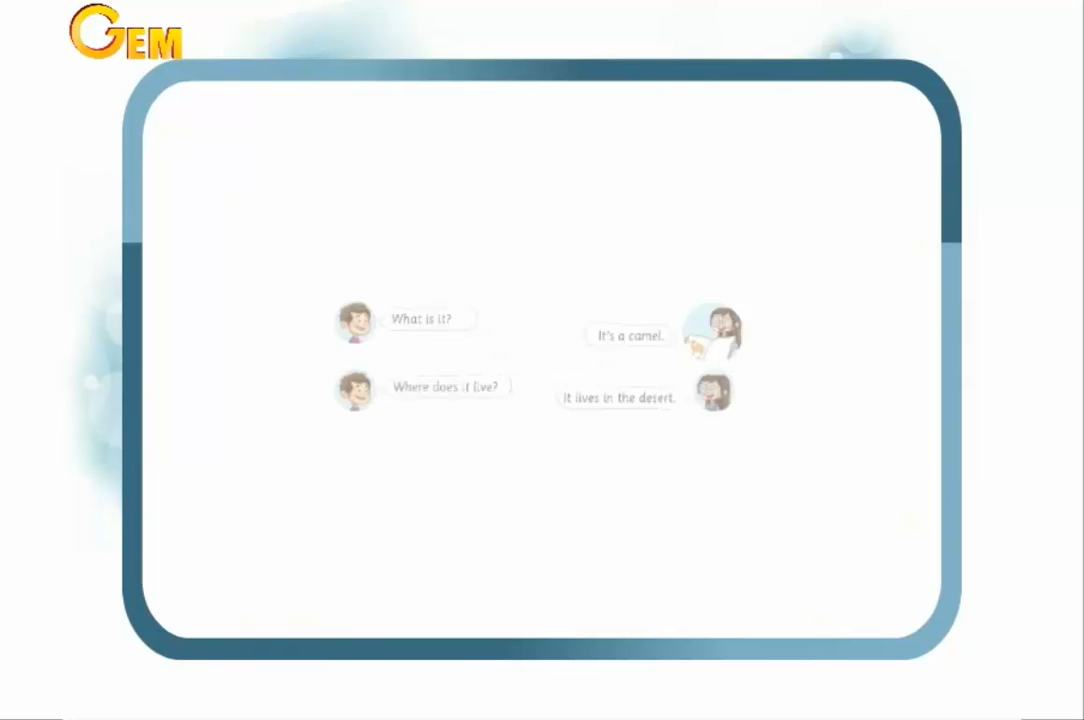 GEM
What is it?
It's a camel.
Where does it live?
It lives in the desert.